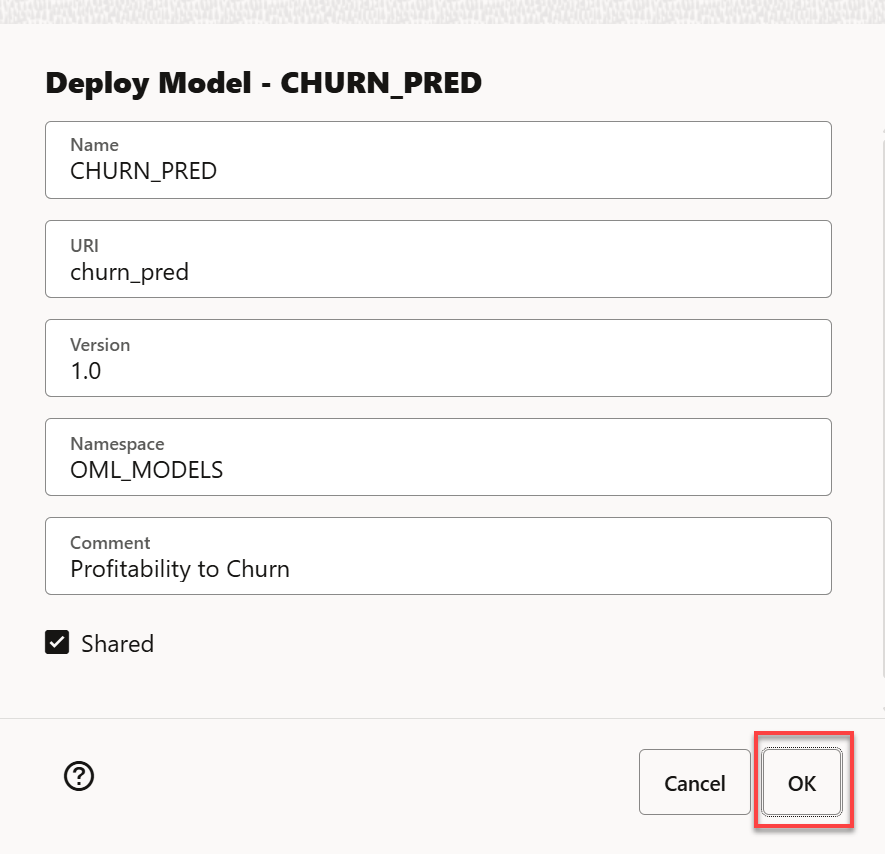 Deploy Model - CHURN_PRED
Name
CHURN_PRED
URI
churn_pred
Version
1.0
Namespace
OML_MODELS
Comment
Profitability to Churn
Shared
?
Cancel
OK